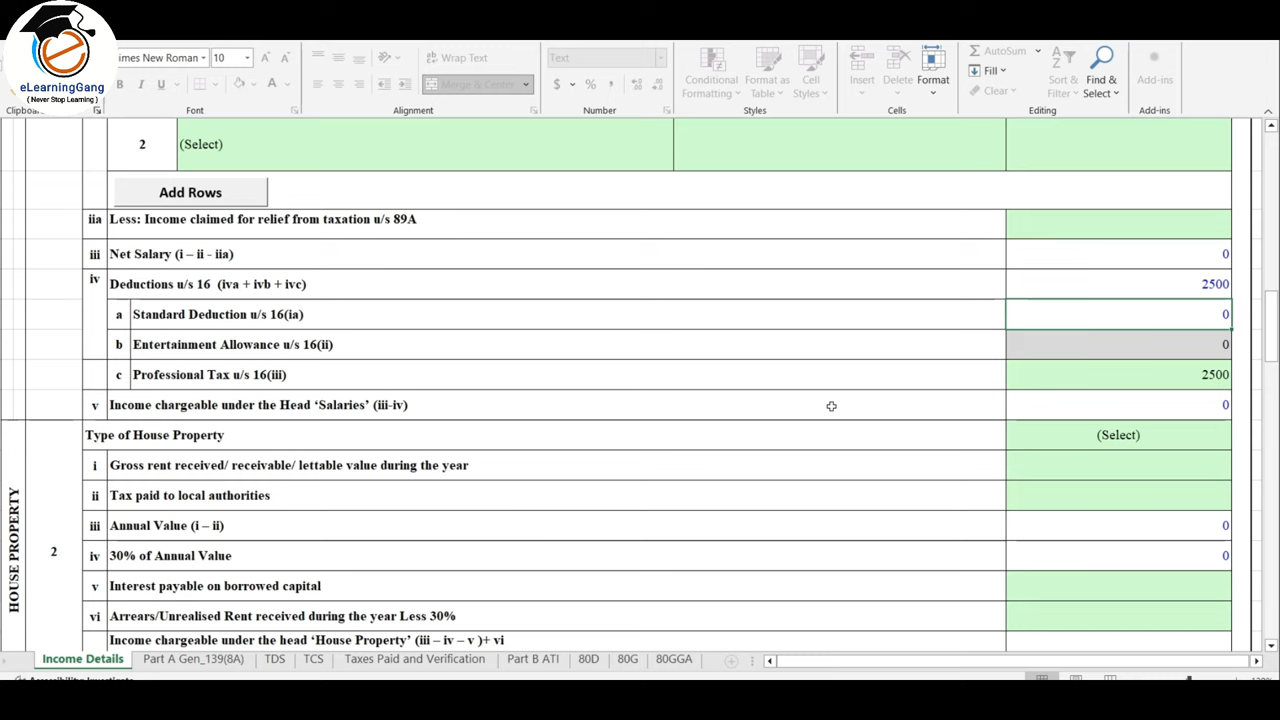 eLearningGang
( Never Stop Learning )
imes New Roman 10 A A Wrap Text Text AutoSum
B I U A Merge & Center $ % Fill
Conditional Formatting Format as Table Cell Styles Insert Delete Format Clear Sort & Filter Find & Select Add-ins
Clipboa Font Alignment Number Styles Cells Editing Add-ins
2 (Select)
Add Rows
iia Less: Income claimed for relief from taxation u/s 89A
iii Net Salary (i – ii - iia) 0
iv Deductions u/s 16 (iva + ivb + ivc) 2500
a Standard Deduction u/s 16(ia) 0
b Entertainment Allowance u/s 16(ii) 0
c Professional Tax u/s 16(iii) 2500
v Income chargeable under the Head ‘Salaries’ (iii-iv) 0
HOUSE PROPERTY
2
Type of House Property (Select)
i Gross rent received/ receivable/ lettable value during the year
ii Tax paid to local authorities
iii Annual Value (i – ii) 0
iv 30% of Annual Value 0
v Interest payable on borrowed capital
vi Arrears/Unrealised Rent received during the year Less 30%
Income chargeable under the head ‘House Property’ (iii – iv – v )+ vi
Income Details Part A Gen_139(8A) TDS TCS Taxes Paid and Verification Part B ATI 80D 80G 80GGA